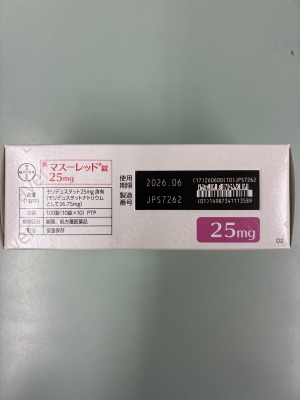 BAYER
マスーレッド®錠
25mg
モリデュスタット25mg含有
(モリデュスタットナトリウム
として26.75mg)
100錠(10錠×10) PTP
劇薬、処方箋医薬品
室温保存
使用
期限
2026.06
製造
番号
JPS7262
(17)260600(10)JPS7262
(01)14987341113589
25mg